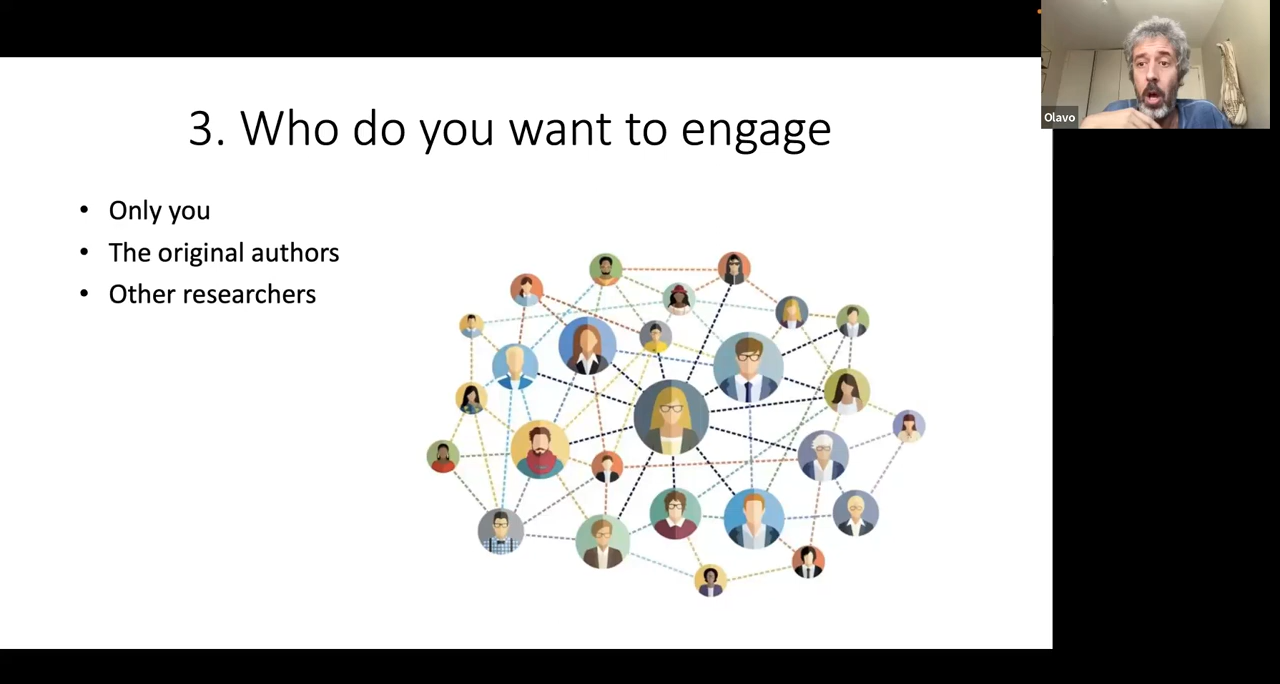 3. Who do you want to engage
• Only you
• The original authors
• Other researchers
Olavo